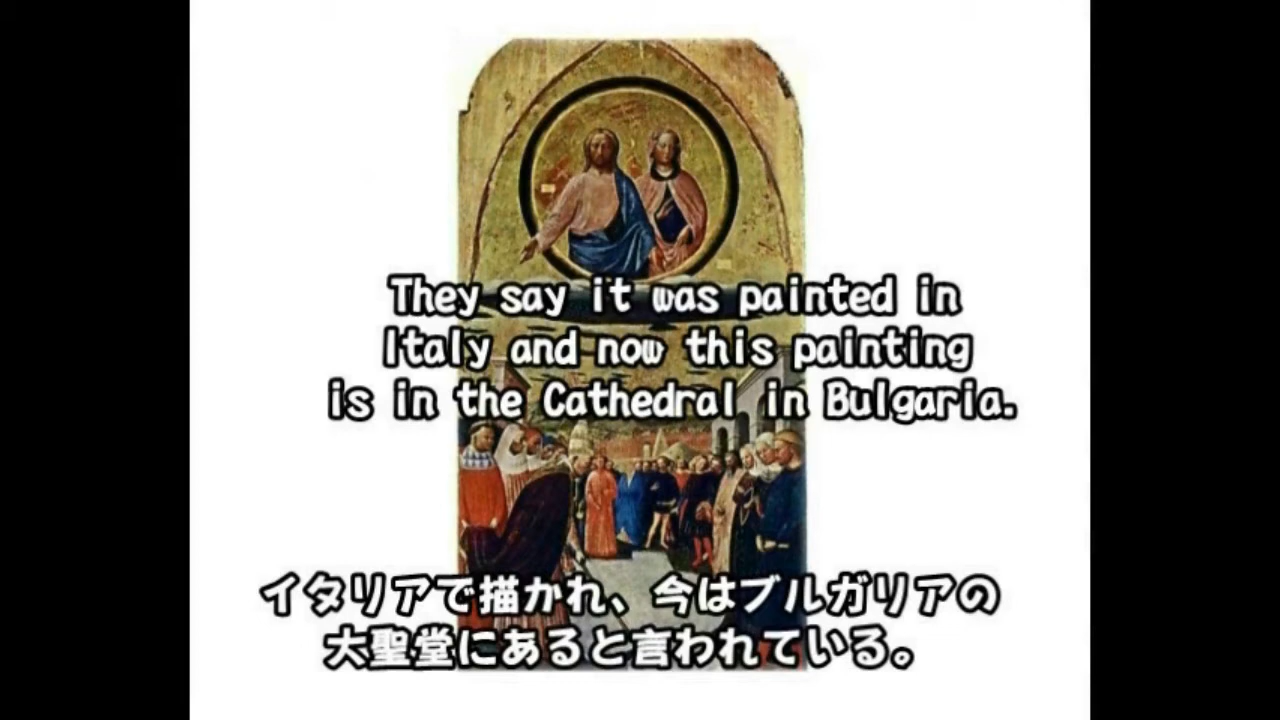 They say it was painted in
Italy and now this painting
is in the Cathedral in Bulgaria.
イタリアで描かれ、今はブルガリアの
大聖堂にあると言われている。